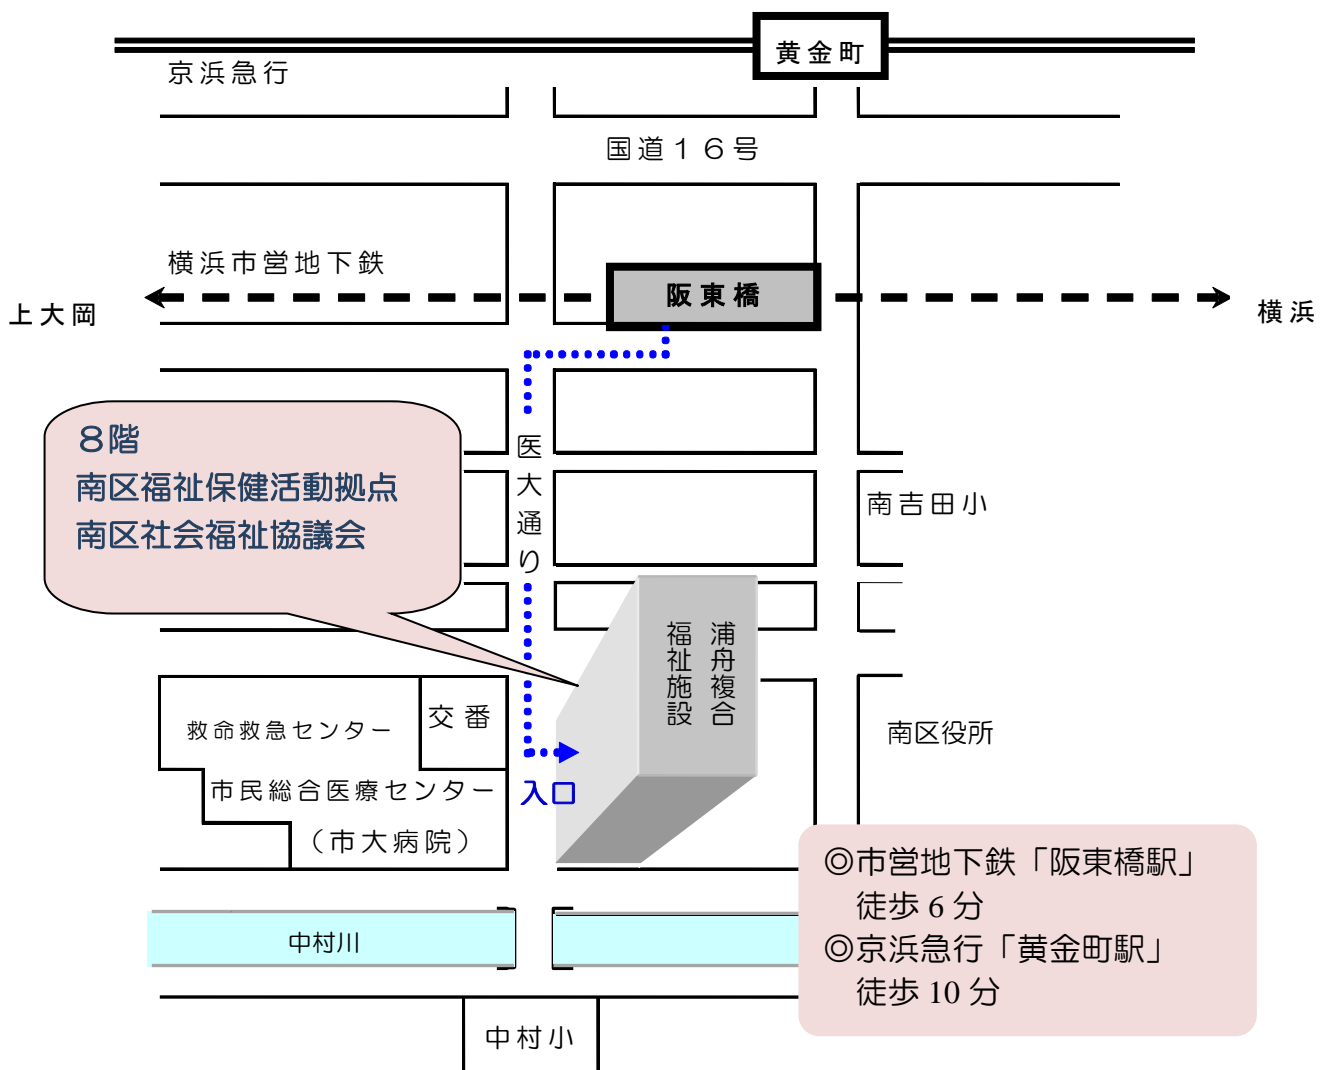 黄金町
京浜急行
国道１６号
横浜市営地下鉄
阪東橋
上大岡
横浜
８階
南区福祉保健活動拠点
南区社会福祉協議会
医大通り
南吉田小
浦舟複合
福祉施設
救命救急センター
交番
南区役所
市民総合医療センター
（市大病院）
入口
◎市営地下鉄「阪東橋駅」
徒歩 6 分
◎京浜急行「黄金町駅」
徒歩 10 分
中村川
中村小